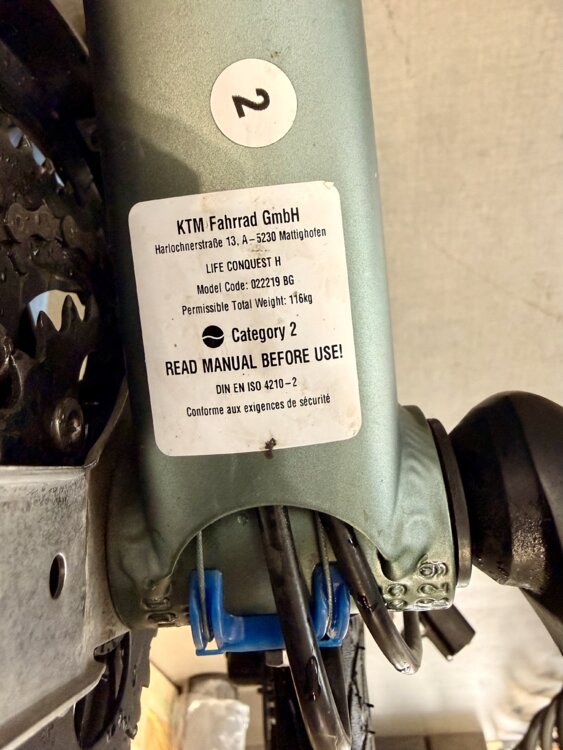 2
KTM Fahrrad GmbH
Harlochnerstraße 13, A–5230 Mattighofen
LIFE CONQUEST H
Model Code: 022219 BG
Permissible Total Weight: 116kg
Category 2
READ MANUAL BEFORE USE!
DIN EN ISO 4210–2
Conforme aux exigences de sécurité